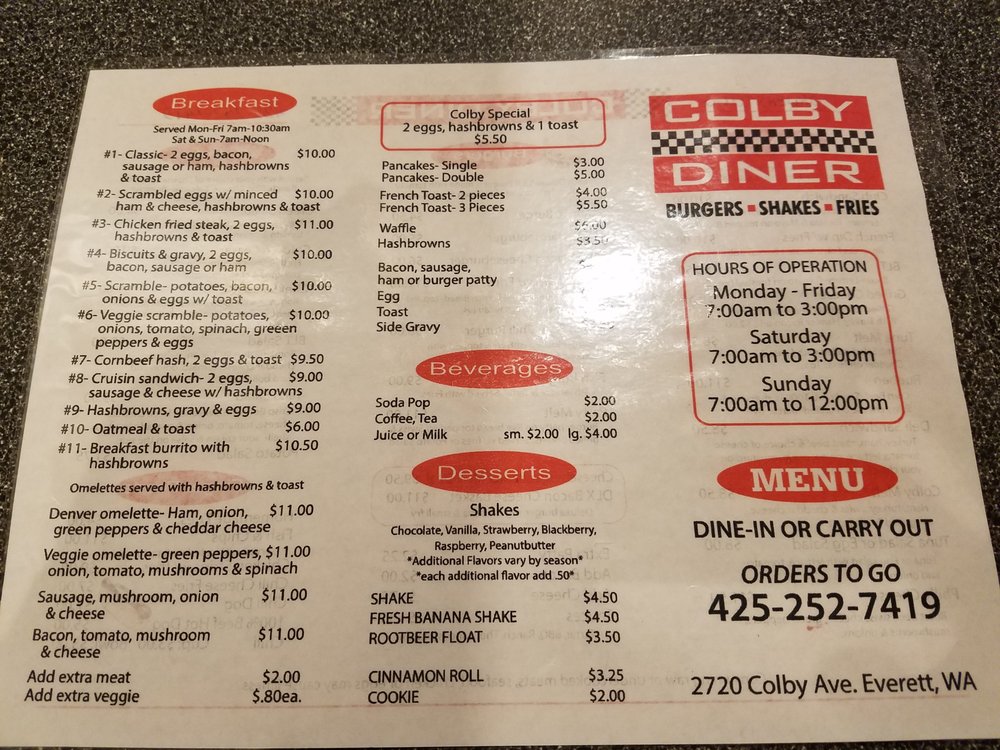 Breakfast
Served Mon-Fri 7am-10:30am
Sat & Sun-7am-Noon
#1- Classic- 2 eggs, bacon, $10.00
sausage or ham, hashbrowns
& toast
#2- Scrambled eggs w/ minced $10.00
ham & cheese, hashbrowns & toast
#3- Chicken fried steak, 2 eggs, $11.00
hashbrowns & toast
#4- Biscuits & gravy, 2 eggs, $10.00
bacon, sausage or ham
#5- Scramble- potatoes, bacon, $10.00
onions & eggs w/ toast
#6- Veggie scramble- potatoes, $10.00
onions, tomato, spinach, greeen
peppers & eggs
#7- Cornbeef hash, 2 eggs & toast $9.50
#8- Cruisin sandwich- 2 eggs, $9.00
sausage & cheese w/ hashbrowns
#9- Hashbrowns, gravy & eggs $9.00
#10- Oatmeal & toast $6.00
#11- Breakfast burrito with $10.50
hashbrowns
Omelettes served with hashbrowns & toast
Denver omelette- Ham, onion, $11.00
green peppers & cheddar cheese
Veggie omelette- green peppers, $11.00
onion, tomato, mushrooms & spinach
Sausage, mushroom, onion $11.00
& cheese
Bacon, tomato, mushroom $11.00
& cheese
Add extra meat $2.00
Add extra veggie $.80ea.
Colby Special
2 eggs, hashbrowns & 1 toast
$5.50
Pancakes- Single $3.00
Pancakes- Double $5.00
French Toast- 2 pieces $4.00
French Toast- 3 Pieces $5.50
Waffle
Hashbrowns $3.50
Bacon, sausage,
ham or burger patty
Egg
Toast
Side Gravy
Beverages
Soda Pop $2.00
Coffee, Tea $2.00
Juice or Milk sm. $2.00 lg. $4.00
Desserts
Shakes
Chocolate, Vanilla, Strawberry, Blackberry,
Raspberry, Peanutbutter
*Additional Flavors vary by season*
*each additional flavor add .50*
SHAKE $4.50
FRESH BANANA SHAKE $4.50
ROOTBEER FLOAT $3.50
CINNAMON ROLL $3.25
COOKIE $2.00
COLBY
DINER
BURGERS SHAKES FRIES
HOURS OF OPERATION
Monday - Friday
7:00am to 3:00pm
Saturday
7:00am to 3:00pm
Sunday
7:00am to 12:00pm
MENU
DINE-IN OR CARRY OUT
ORDERS TO GO
425-252-7419
2720 Colby Ave. Everett, WA